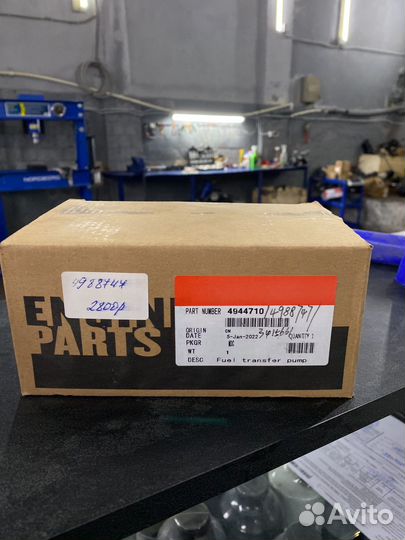 NORDBERG
4988747
2800р
ENGINE
PARTS
PART NUMBER 4944710/4988747/
ORIGIN CN
DATE 5-Jan-2022
PKGR
QUANTITY 1
WT 1
DESC Fuel transfer pump
Avito